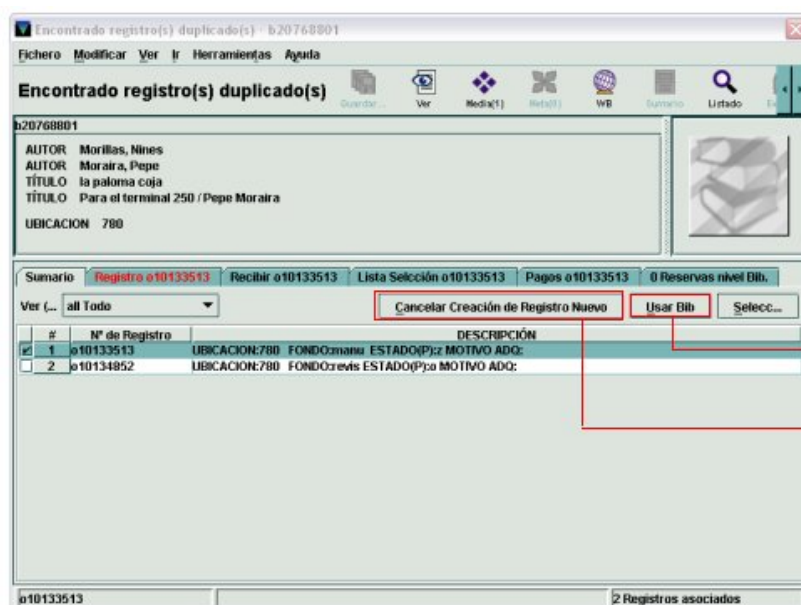 Encontrado registro(s) duplicado(s) - b20768801
Fichero Modificar Ver Ir Herramientas Ayuda
Encontrado registro(s) duplicado(s)
Guardar... Ver Media(1) WB Sumario Listado
b20768801
AUTOR Morillas, Nines
AUTOR Moraira, Pepe
TÍTULO la paloma coja
TÍTULO Para el terminal 250 / Pepe Moraira
UBICACION 780
Sumario Registro o10133513 Recibir o10133513 Lista Selcción o10133513 Pagos o10133513 0 Reservas nivel Bib.
Ver (... all Todo Cancelar Creación de Registro Nuevo Usar Bib Selecc...
# Nº de Registro DESCRIPCIÓN
1 o10133513 UBICACION:780 FONDO:manu ESTADO(P):z MOTIVO ADQ:
2 o10134852 UBICACION:780 FONDO:revis ESTADO(P):o MOTIVO ADQ:
o10133513 2 Registros asociados